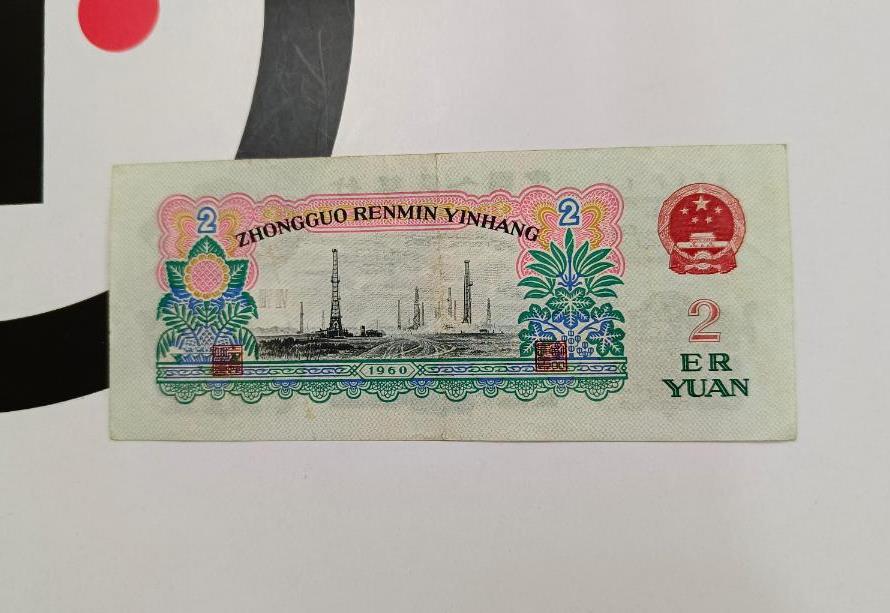 2 2
ZHONGGUO RENMIN YINHANG
1960
2
ER
YUAN